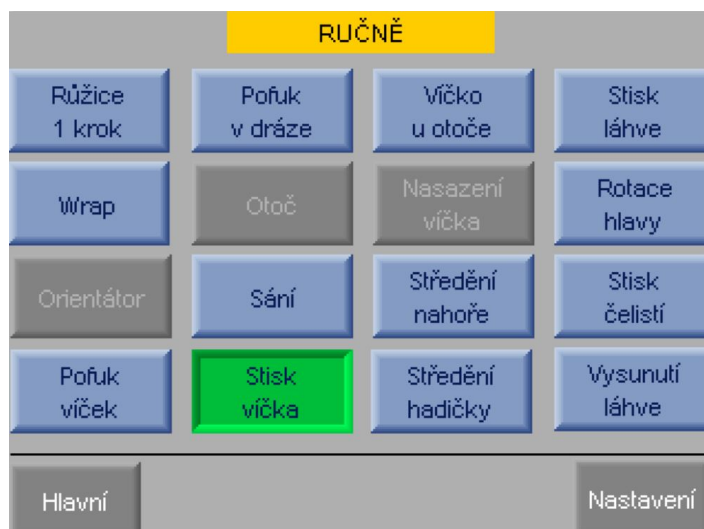 RUČNĚ
Růžice
1 krok
Pofuk
v dráze
Víčko
u otoče
Stisk
láhve
Wrap
Otoč
Nasazení
víčka
Rotace
hlavy
Orientátor
Sání
Středění
nahoře
Stisk
čelistí
Pofuk
víček
Stisk
víčka
Středění
hadičky
Vysunutí
láhve
Hlavní
Nastavení